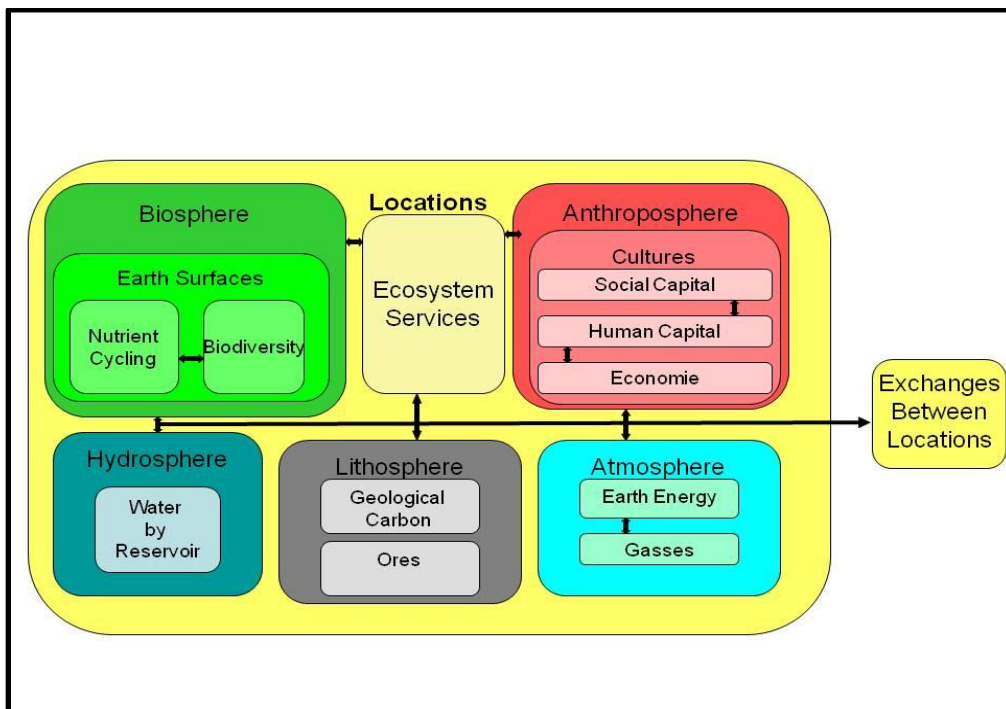 Locations
Biosphere
Earth Surfaces
Nutrient
Cycling
Biodiversity
Ecosystem
Services
Anthroposphere
Cultures
Social Capital
Human Capital
Economie
Exchanges
Between
Locations
Hydrosphere
Water
by
Reservoir
Lithosphere
Geological
Carbon
Ores
Atmosphere
Earth Energy
Gasses